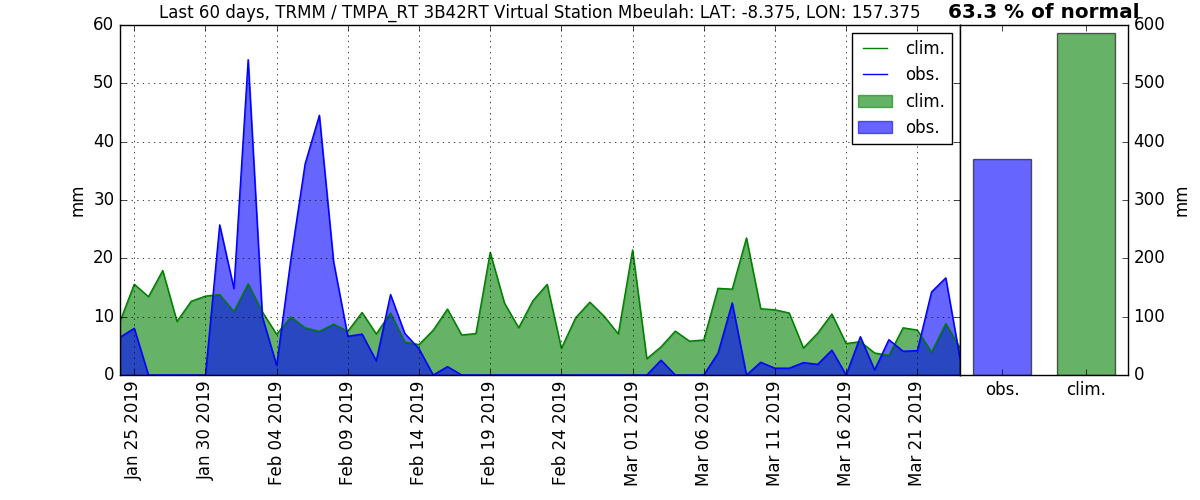 Last 60 days, TRMM / TMPA_RT 3B42RT Virtual Station Mbeulah: LAT: -8.375, LON: 157.375
63.3 % of normal
60
50
40
30
20
10
0
mm
clim.
obs.
clim.
obs.
600
500
400
300
200
100
0
mm
Jan 25 2019
Jan 30 2019
Feb 04 2019
Feb 09 2019
Feb 14 2019
Feb 19 2019
Feb 24 2019
Mar 01 2019
Mar 06 2019
Mar 11 2019
Mar 16 2019
Mar 21 2019
obs.
clim.